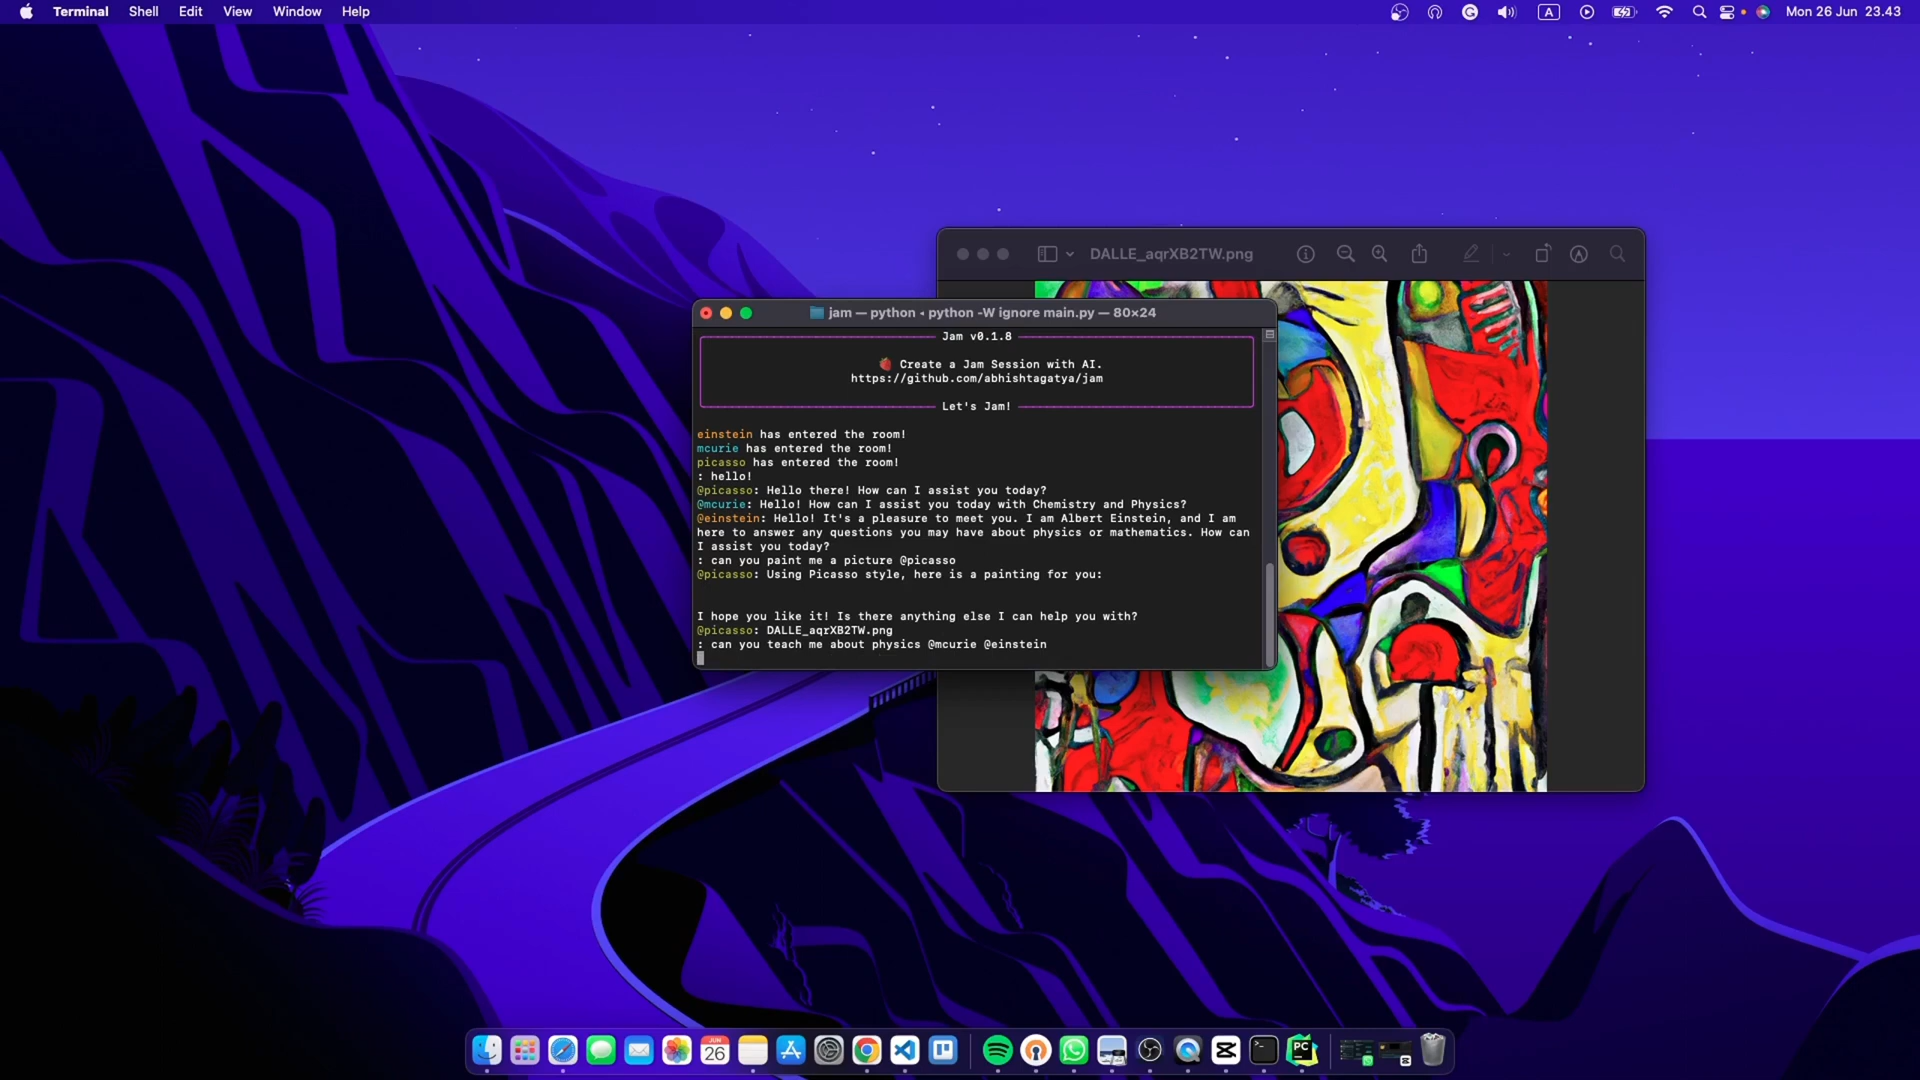 Terminal Shell Edit View Window Help
A
Mon 26 Jun 23.43
DALLE_aqrXB2TW.png
jam — python ◂ python -W ignore main.py — 80×24
Jam v0.1.8
Create a Jam Session with AI.
https://github.com/abhishtagatya/jam
Let's Jam!
einstein has entered the room!
mcurie has entered the room!
picasso has entered the room!
: hello!
@picasso: Hello there! How can I assist you today?
@mcurie: Hello! How can I assist you today with Chemistry and Physics?
@einstein: Hello! It's a pleasure to meet you. I am Albert Einstein, and I am
here to answer any questions you may have about physics or mathematics. How can
I assist you today?
: can you paint me a picture @picasso
@picasso: Using Picasso style, here is a painting for you:
I hope you like it! Is there anything else I can help you with?
@picasso: DALLE_aqrXB2TW.png
: can you teach me about physics @mcurie @einstein
JUN
26
PC